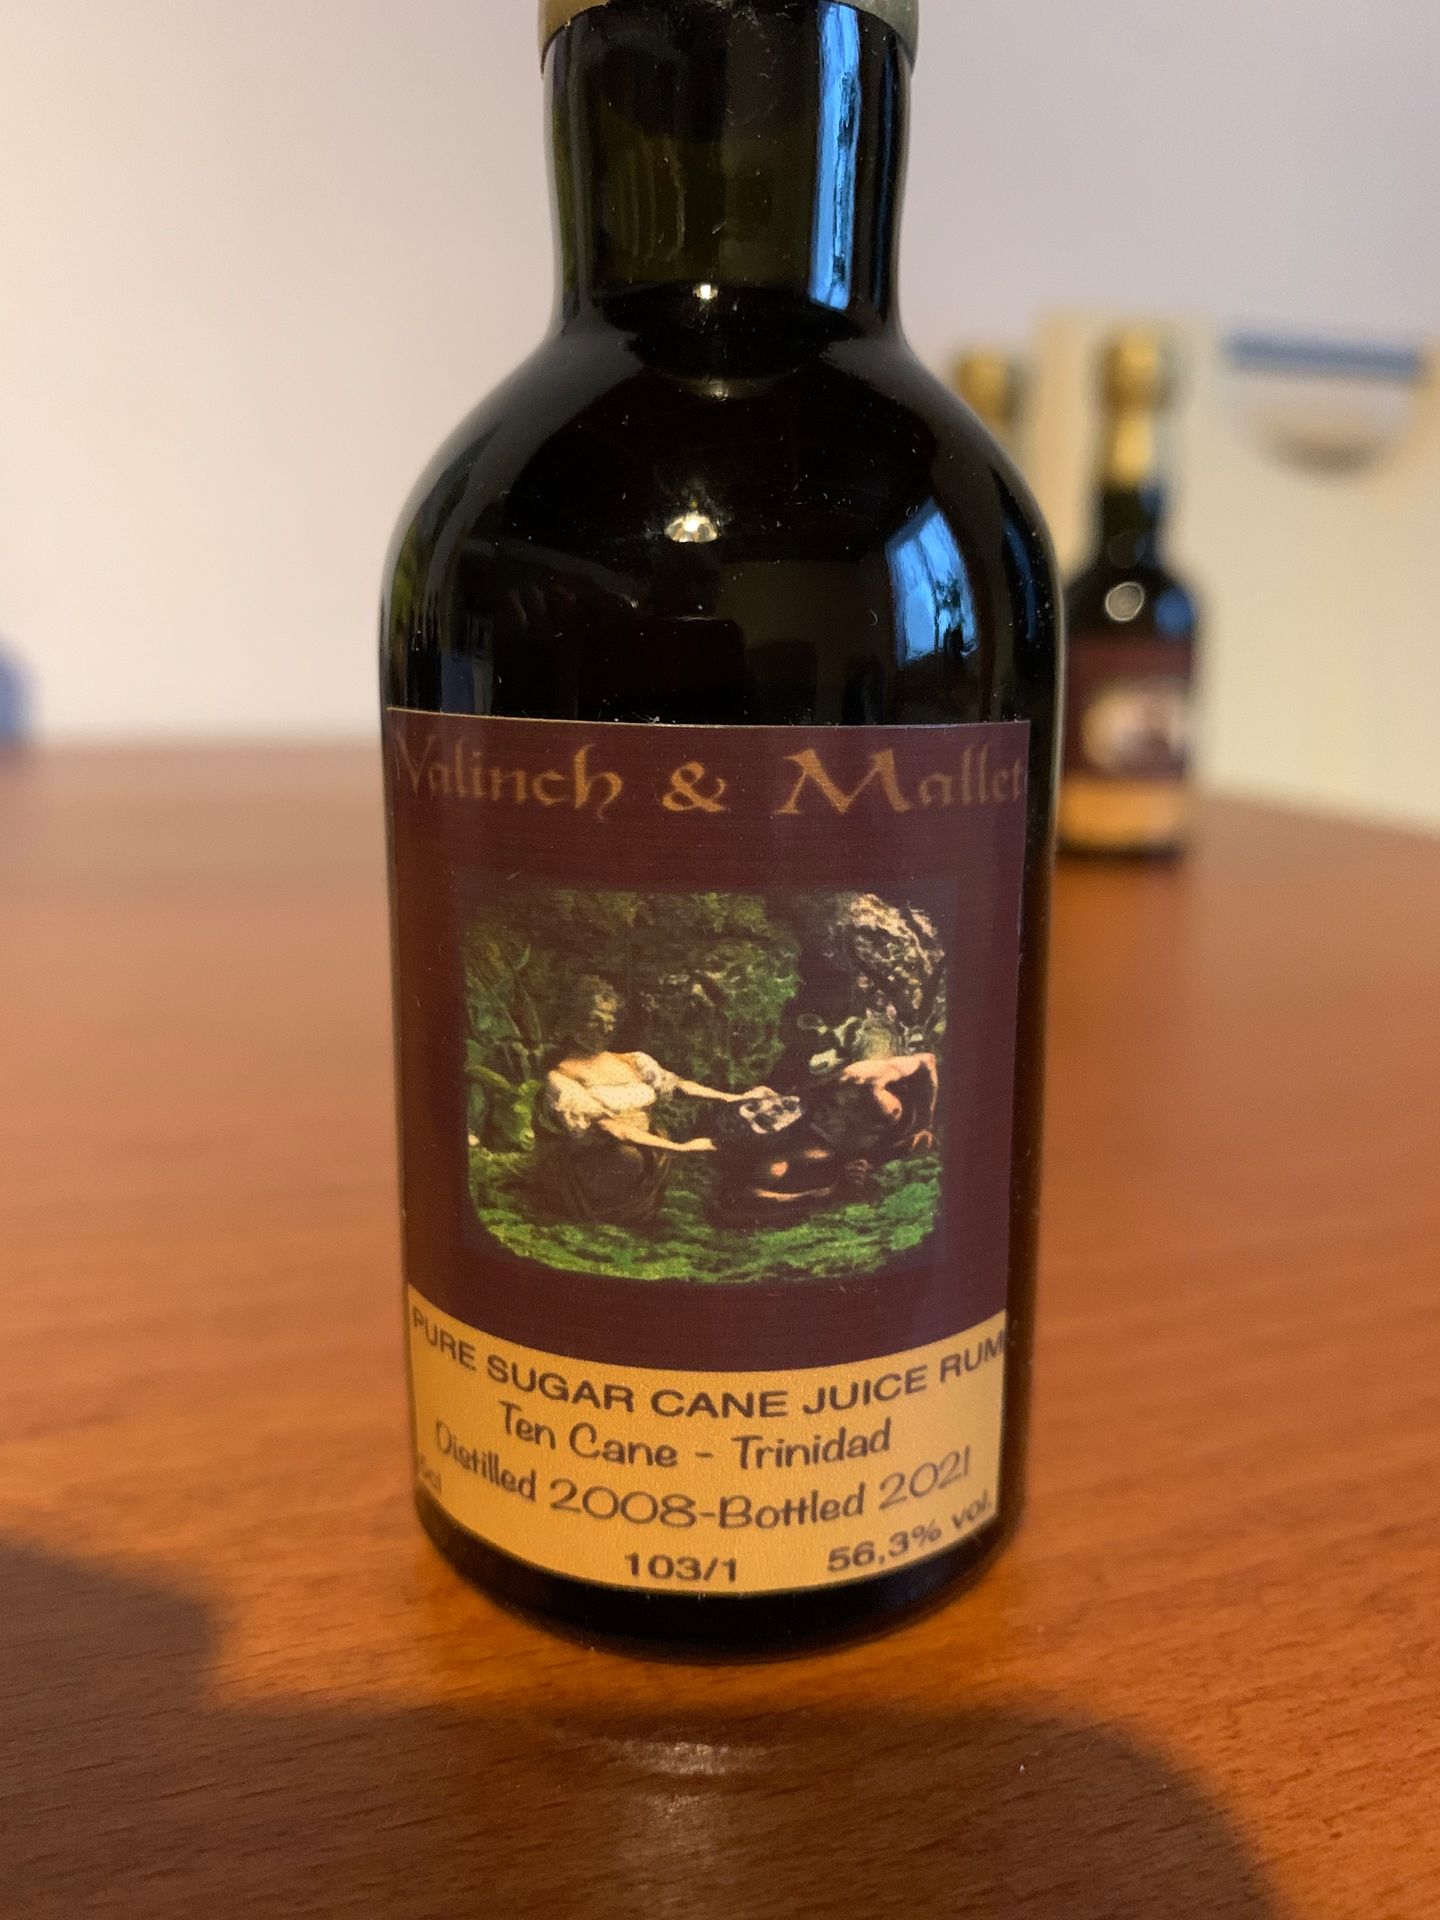 Valinch & Mallet
PURE SUGAR CANE JUICE RUM
Ten Cane - Trinidad
Distilled 2008-Bottled 2021
5cl
103/1 56,3% vol.